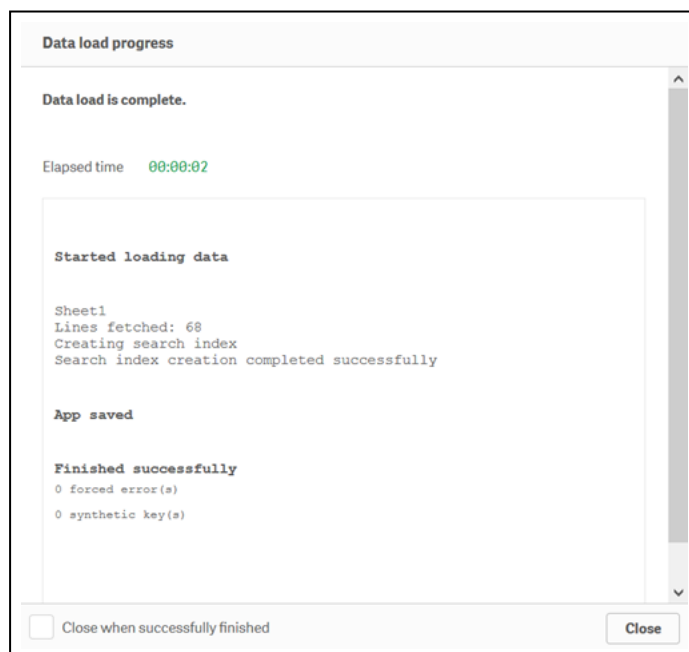 Data load progress
Data load is complete.
Elapsed time 00:00:02
Started loading data
Sheet1
Lines fetched: 68
Creating search index
Search index creation completed successfully
App saved
Finished successfully
0 forced error(s)
0 synthetic key(s)
Close when successfully finished
Close